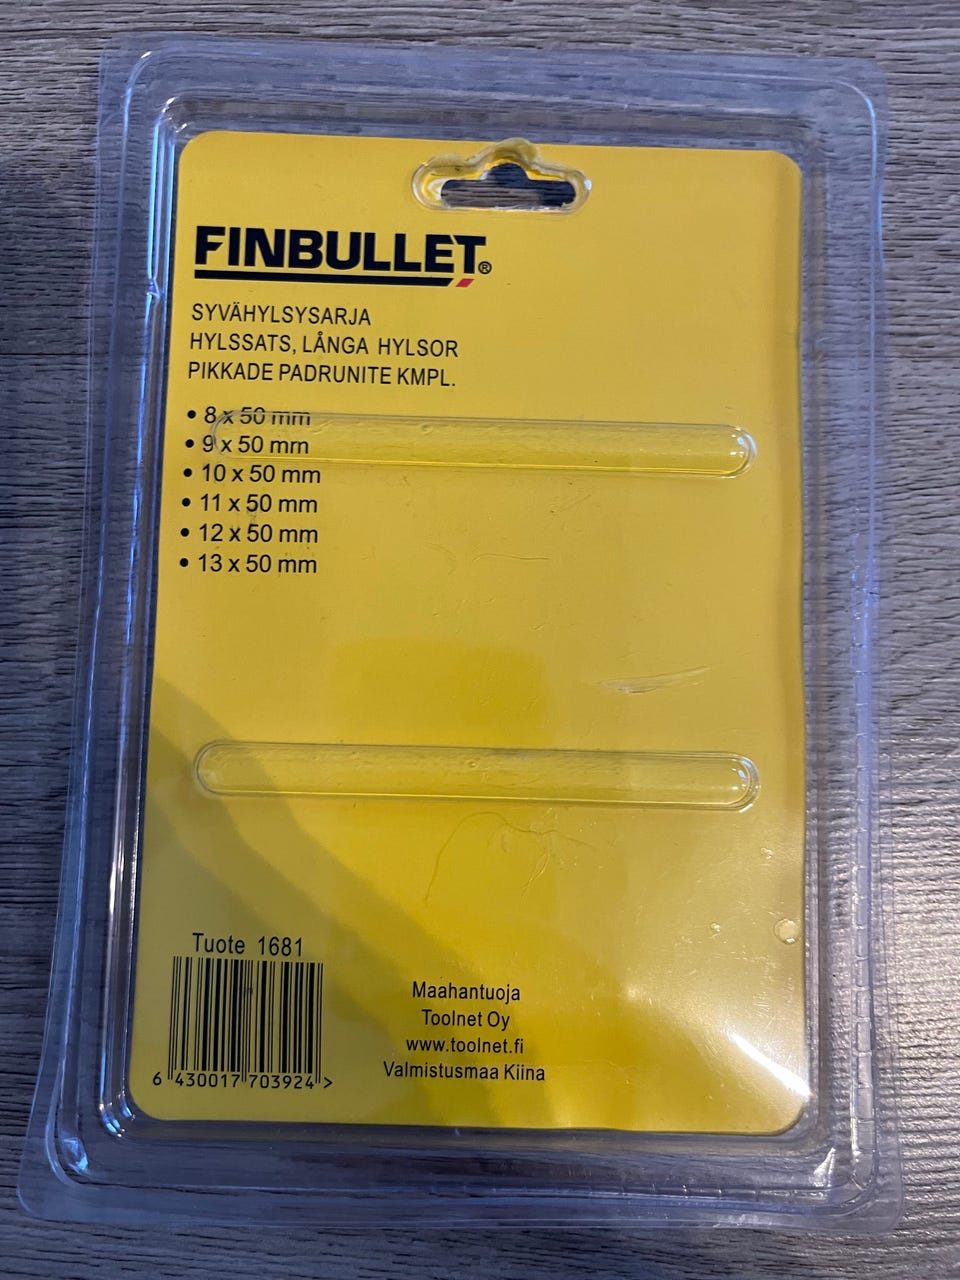 FINBULLET®
SYVÄHYLSYSARJA
HYLSSATS, LÅNGA HYLSOR
PIKKADE PADRUNITE KMPL.
• 8 x 50 mm
• 9 x 50 mm
• 10 x 50 mm
• 11 x 50 mm
• 12 x 50 mm
• 13 x 50 mm
Tuote 1681
6 430017 703924 >
Maahantuoja
Toolnet Oy
www.toolnet.fi
Valmistusmaa Kiina